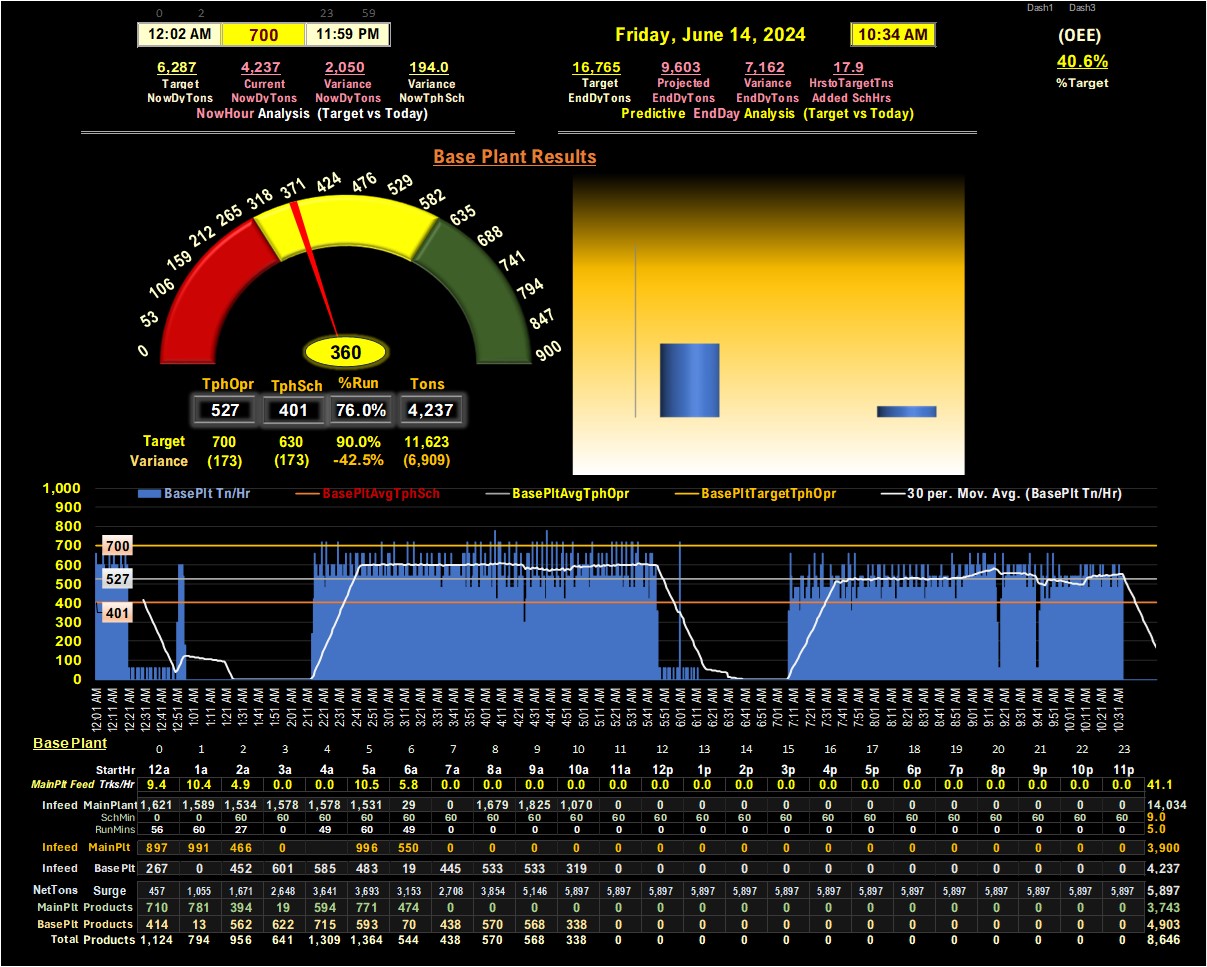 0 2 23 59 Dash1 Dash3
12:02 AM 700 11:59 PM Friday, June 14, 2024 10:34 AM (OEE)
6,287 4,237 2,050 194.0 16,765 9,603 7,162 17.9 40.6%
Target Current Variance Variance Target Projected Variance HrstoTargetTns %Target
NowDyTons NowDyTons NowDyTons NowTphSch EndDyTons EndDyTons EndDyTons Added SchHrs
NowHour Analysis (Target vs Today) Predictive EndDay Analysis (Target vs Today)
Base Plant Results
0 53 106 159 212 265 318 371 424 476 529 582 635 688 741 794 847 900
360
TphOpr TphSch %Run Tons
527 401 76.0% 4,237
Target 700 630 90.0% 11,623
Variance (173) (173) -42.5% (6,909)
BasePlt Tn/Hr BasePltAvgTphSch BasePltAvgTphOpr BasePltTargetTphOpr 30 per. Mov. Avg. (BasePlt Tn/Hr)
1,000
900
800
700 700
600
500 527
400 401
300
200
100
0
12:01 AM 12:11 AM 12:21 AM 12:31 AM 12:41 AM 12:51 AM 1:01 AM 1:11 AM 1:21 AM 1:31 AM 1:41 AM 1:51 AM 2:01 AM 2:11 AM 2:21 AM 2:31 AM 2:41 AM 2:51 AM 3:01 AM 3:11 AM 3:21 AM 3:31 AM 3:41 AM 3:51 AM 4:01 AM 4:11 AM 4:21 AM 4:31 AM 4:41 AM 4:51 AM 5:01 AM 5:11 AM 5:21 AM 5:31 AM 5:41 AM 5:51 AM 6:01 AM 6:11 AM 6:21 AM 6:31 AM 6:41 AM 6:51 AM 7:01 AM 7:11 AM 7:21 AM 7:31 AM 7:41 AM 7:51 AM 8:01 AM 8:11 AM 8:21 AM 8:31 AM 8:41 AM 8:51 AM 9:01 AM 9:11 AM 9:21 AM 9:31 AM 9:41 AM 9:51 AM 10:01 AM 10:11 AM 10:21 AM 10:31 AM
Base Plant 0 1 2 3 4 5 6 7 8 9 10 11 12 13 14 15 16 17 18 19 20 21 22 23
StartHr 12a 1a 2a 3a 4a 5a 6a 7a 8a 9a 10a 11a 12p 1p 2p 3p 4p 5p 6p 7p 8p 9p 10p 11p
MainPlt Feed Trks/Hr 9.4 10.4 4.9 0.0 0.0 10.5 5.8 0.0 0.0 0.0 0.0 0.0 0.0 0.0 0.0 0.0 0.0 0.0 0.0 0.0 0.0 0.0 0.0 0.0 41.1
Infeed MainPlant 1,621 1,589 1,534 1,578 1,578 1,531 29 0 1,679 1,825 1,070 0 0 0 0 0 0 0 0 0 0 0 0 0 14,034
SchMin 0 0 60 60 60 60 60 60 60 60 60 60 60 60 60 60 60 60 60 60 60 60 60 60 9.0
RunMins 56 60 27 0 49 60 49 0 0 0 0 0 0 0 0 0 0 0 0 0 0 0 0 0 5.0
Infeed MainPlt 897 991 466 0 996 550 0 0 0 0 0 0 0 0 0 0 0 0 0 0 0 0 0 3,900
Infeed BasePlt 267 0 452 601 585 483 19 445 533 533 319 0 0 0 0 0 0 0 0 0 0 0 0 0 4,237
NetTons Surge 457 1,055 1,671 2,648 3,641 3,693 3,153 2,708 3,854 5,146 5,897 5,897 5,897 5,897 5,897 5,897 5,897 5,897 5,897 5,897 5,897 5,897 5,897 5,897 5,897
MainPlt Products 710 781 394 19 594 771 474 0 0 0 0 0 0 0 0 0 0 0 0 0 0 0 0 0 3,743
BasePlt Products 414 13 562 622 715 593 70 438 570 568 338 0 0 0 0 0 0 0 0 0 0 0 0 0 4,903
Total Products 1,124 794 956 641 1,309 1,364 544 438 570 568 338 0 0 0 0 0 0 0 0 0 0 0 0 0 8,646